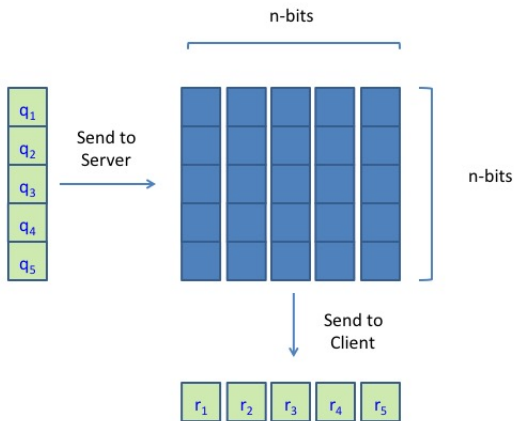 n-bits
q1
q2
q3
q4
q5
Send to
Server
n-bits
Send to
Client
r1 r2 r3 r4 r5